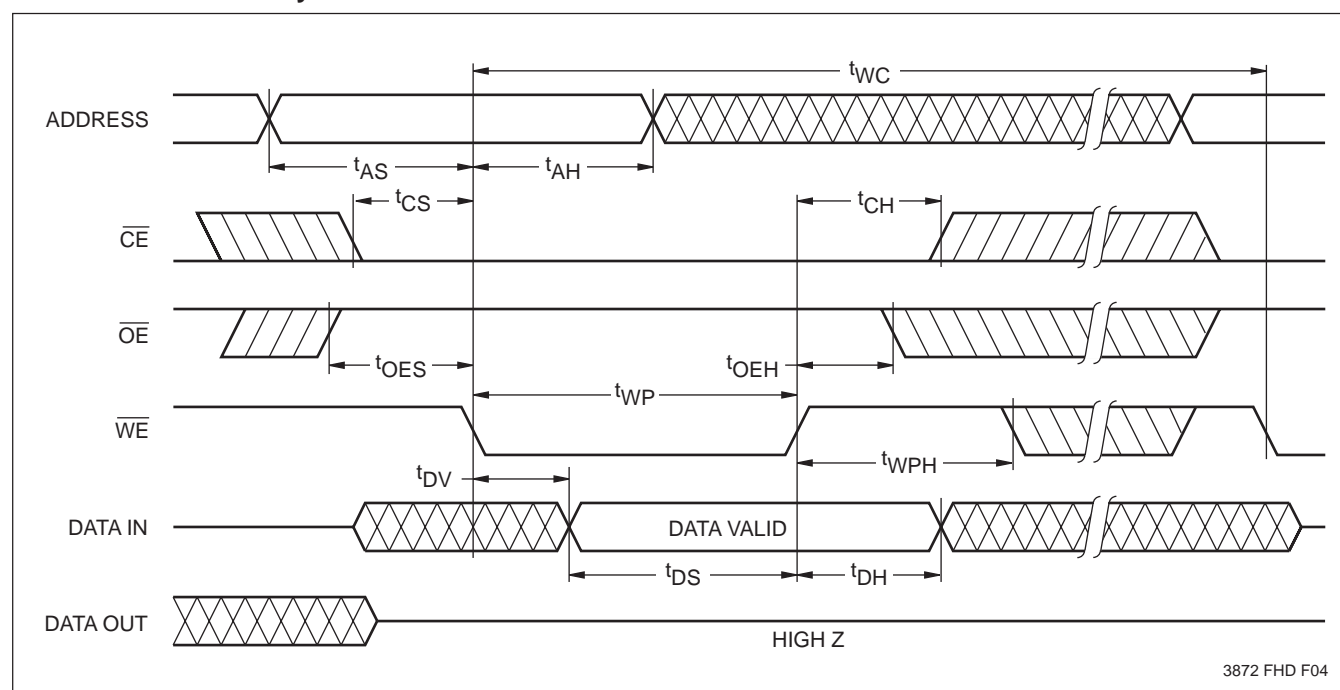 tWC
ADDRESS
tAS
tAH
tCS
tCH
CE
OE
tOES
tOEH
tWP
WE
tWPH
tDV
DATA IN
DATA VALID
tDS
tDH
DATA OUT
HIGH Z
3872 FHD F04